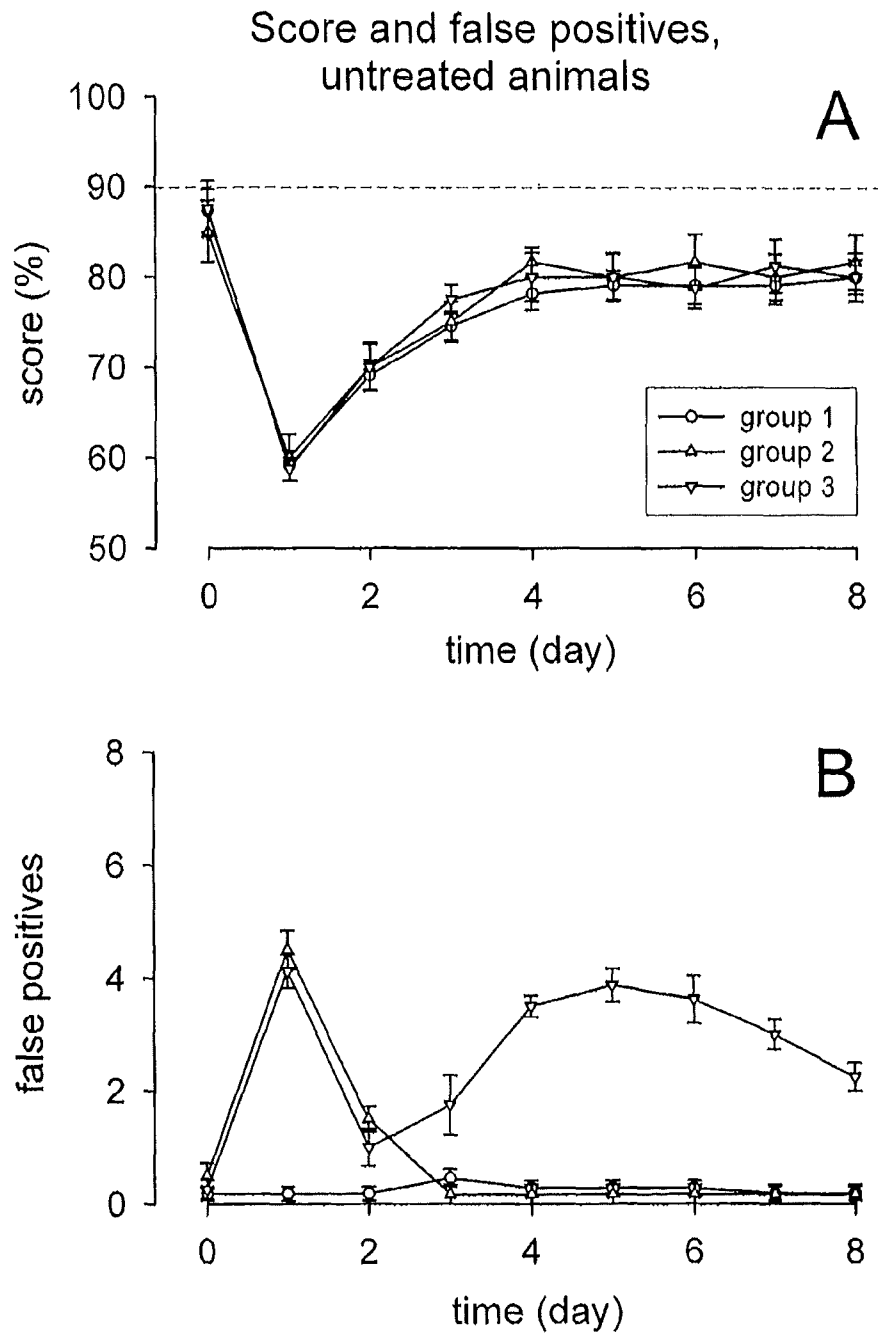 Score and false positives,
untreated animals
A
100
90
80
70
60
50
score (%)
group 1
group 2
group 3
0 2 4 6 8
time (day)
B
8
6
4
2
0
false positives
0 2 4 6 8
time (day)